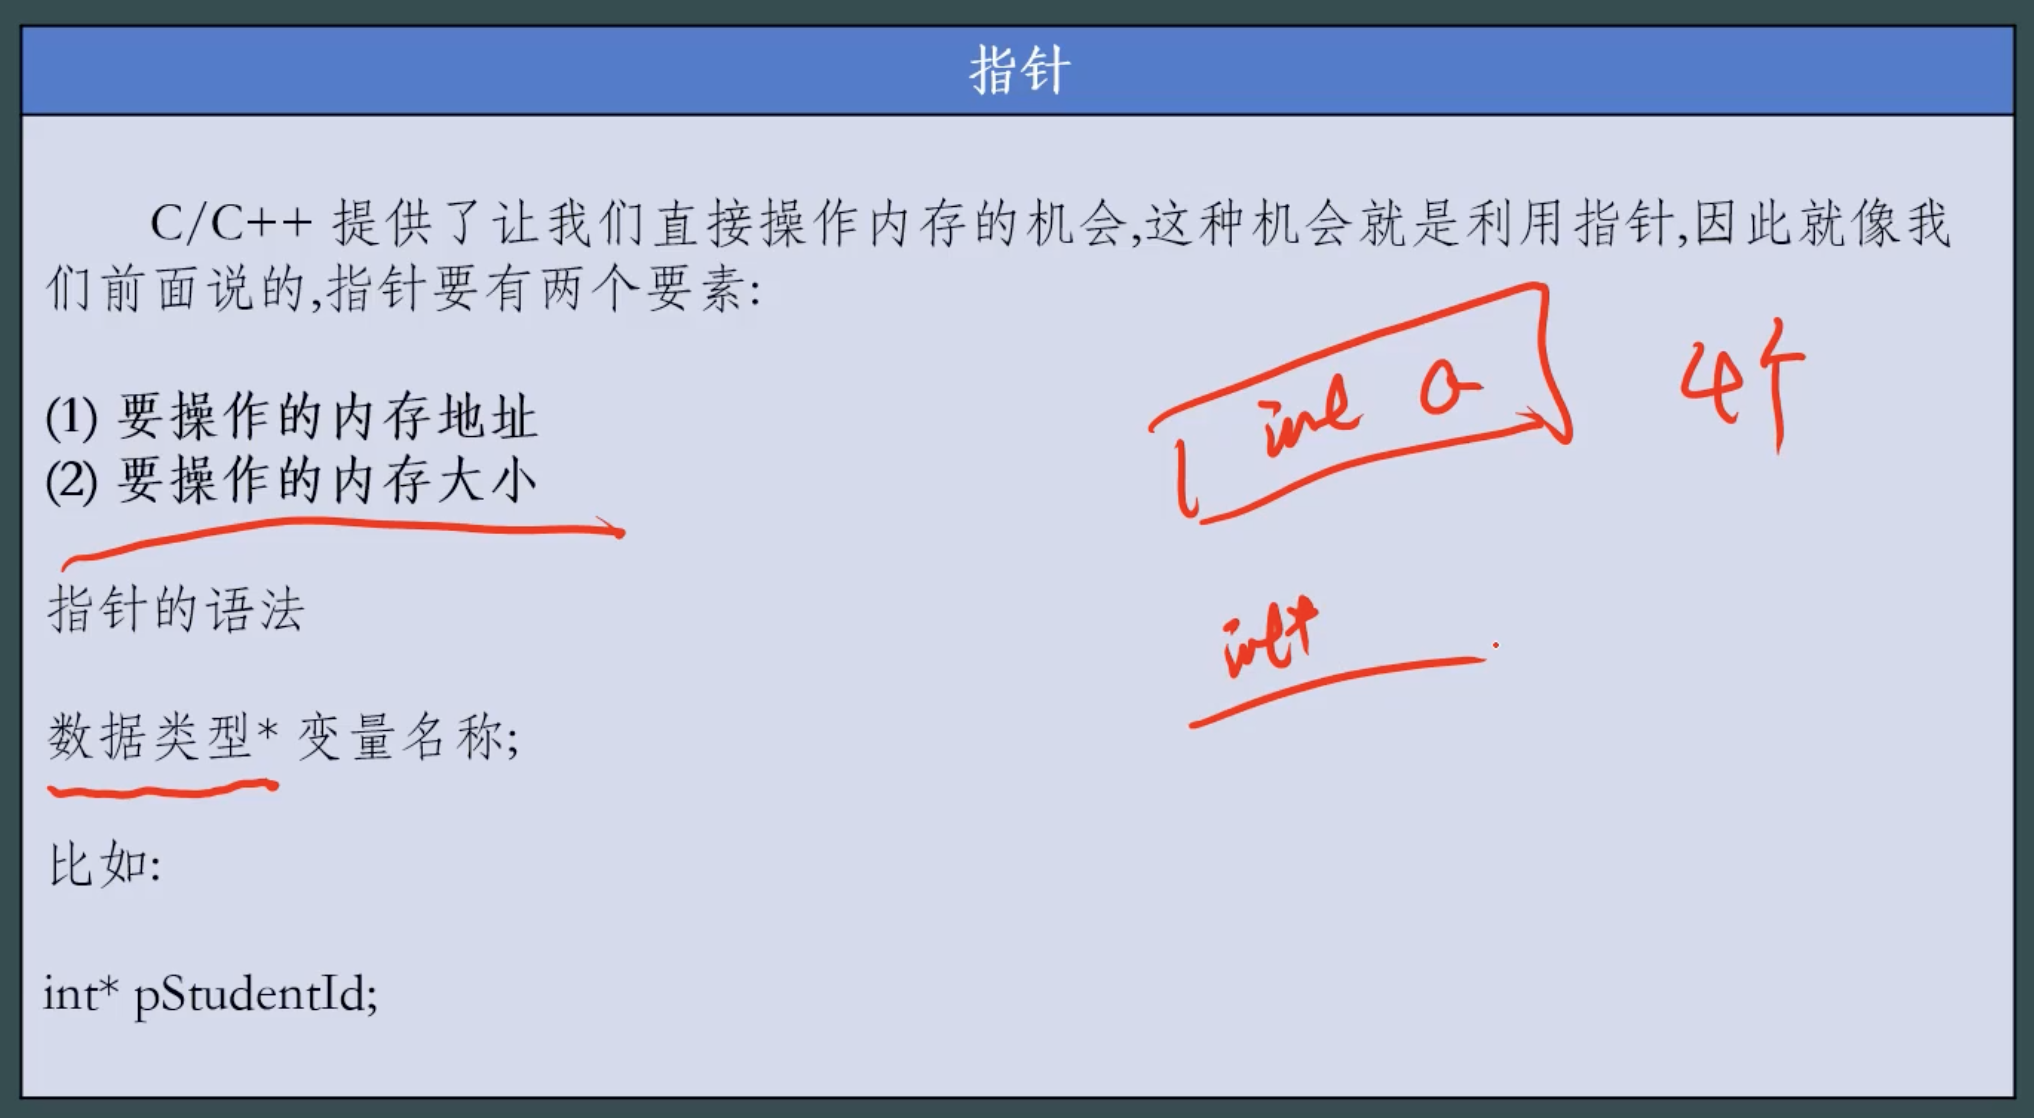 指针
C/C++ 提供了让我们直接操作内存的机会,这种机会就是利用指针,因此就像我
们前面说的,指针要有两个要素:
(1) 要操作的内存地址
(2) 要操作的内存大小
int a
4个
指针的语法
int*
数据类型* 变量名称;
比如:
int* pStudentId;